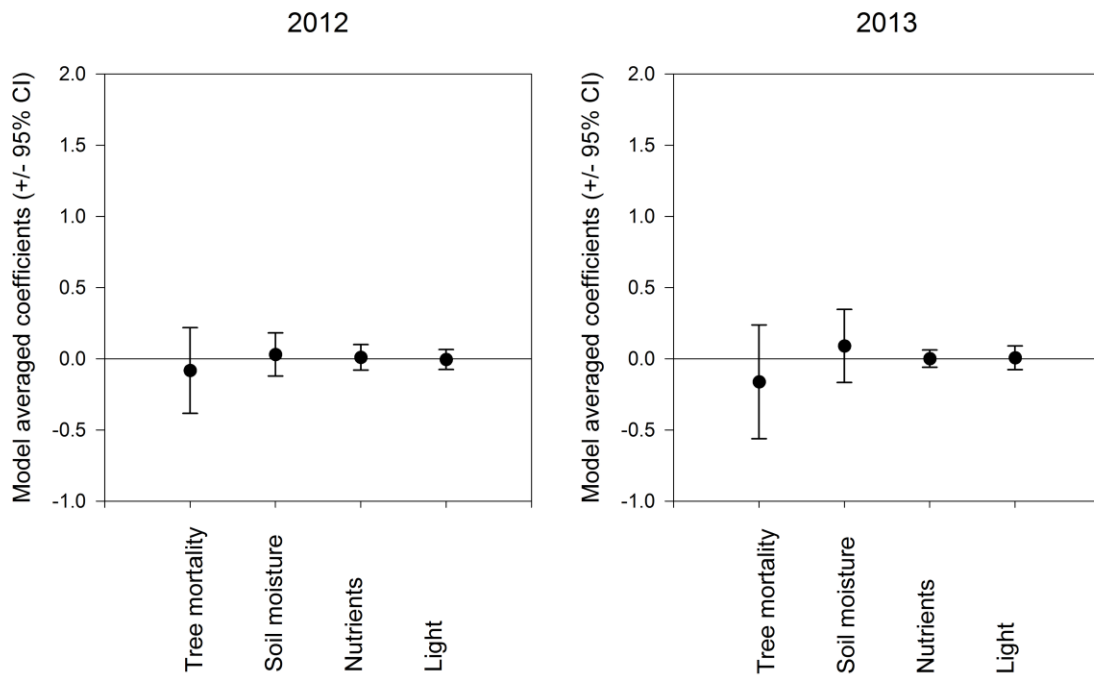 2012
Model averaged coefficients (+/- 95% CI)
2.0
1.5
1.0
0.5
0.0
-0.5
-1.0
Tree mortality
Soil moisture
Nutrients
Light
2013
Model averaged coefficients (+/- 95% CI)
2.0
1.5
1.0
0.5
0.0
-0.5
-1.0
Tree mortality
Soil moisture
Nutrients
Light